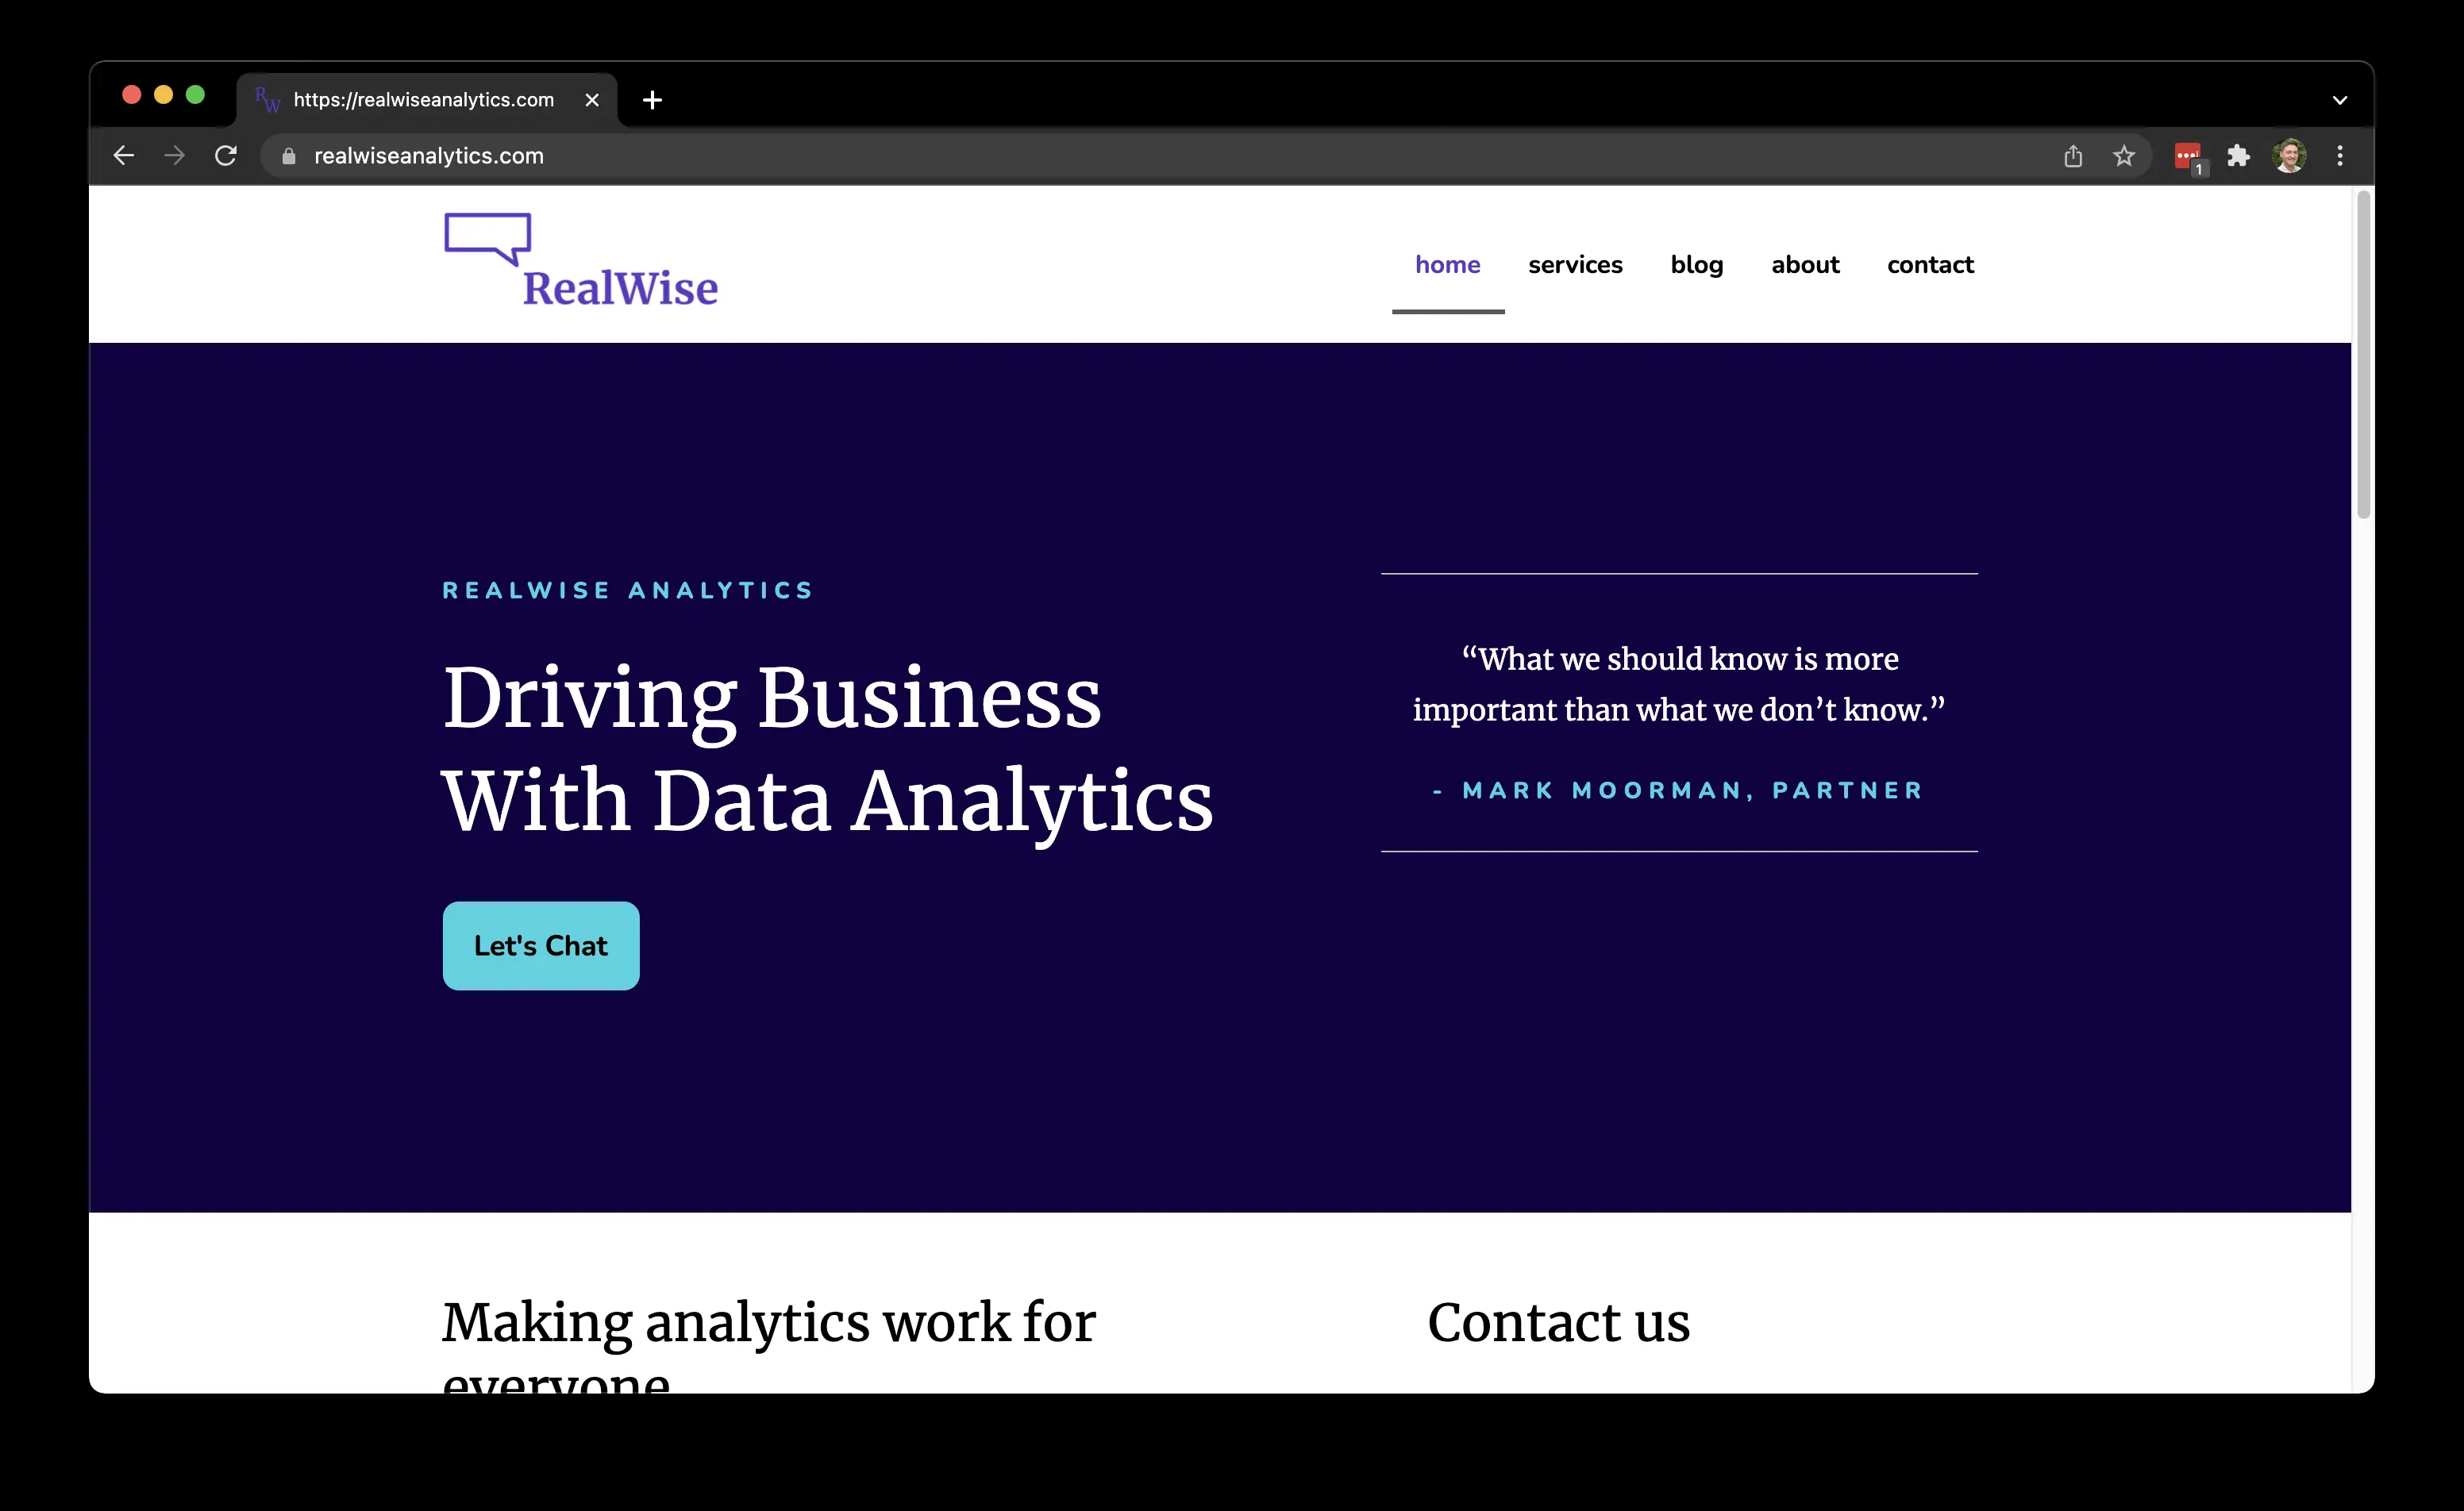 RW
https://realwiseanalytics.com
realwiseanalytics.com
1
RealWise
home services blog about contact
REALWISE ANALYTICS
Driving Business
With Data Analytics
Let's Chat
“What we should know is more
important than what we don’t know.”
- MARK MOORMAN, PARTNER
Making analytics work for
everyone
Contact us